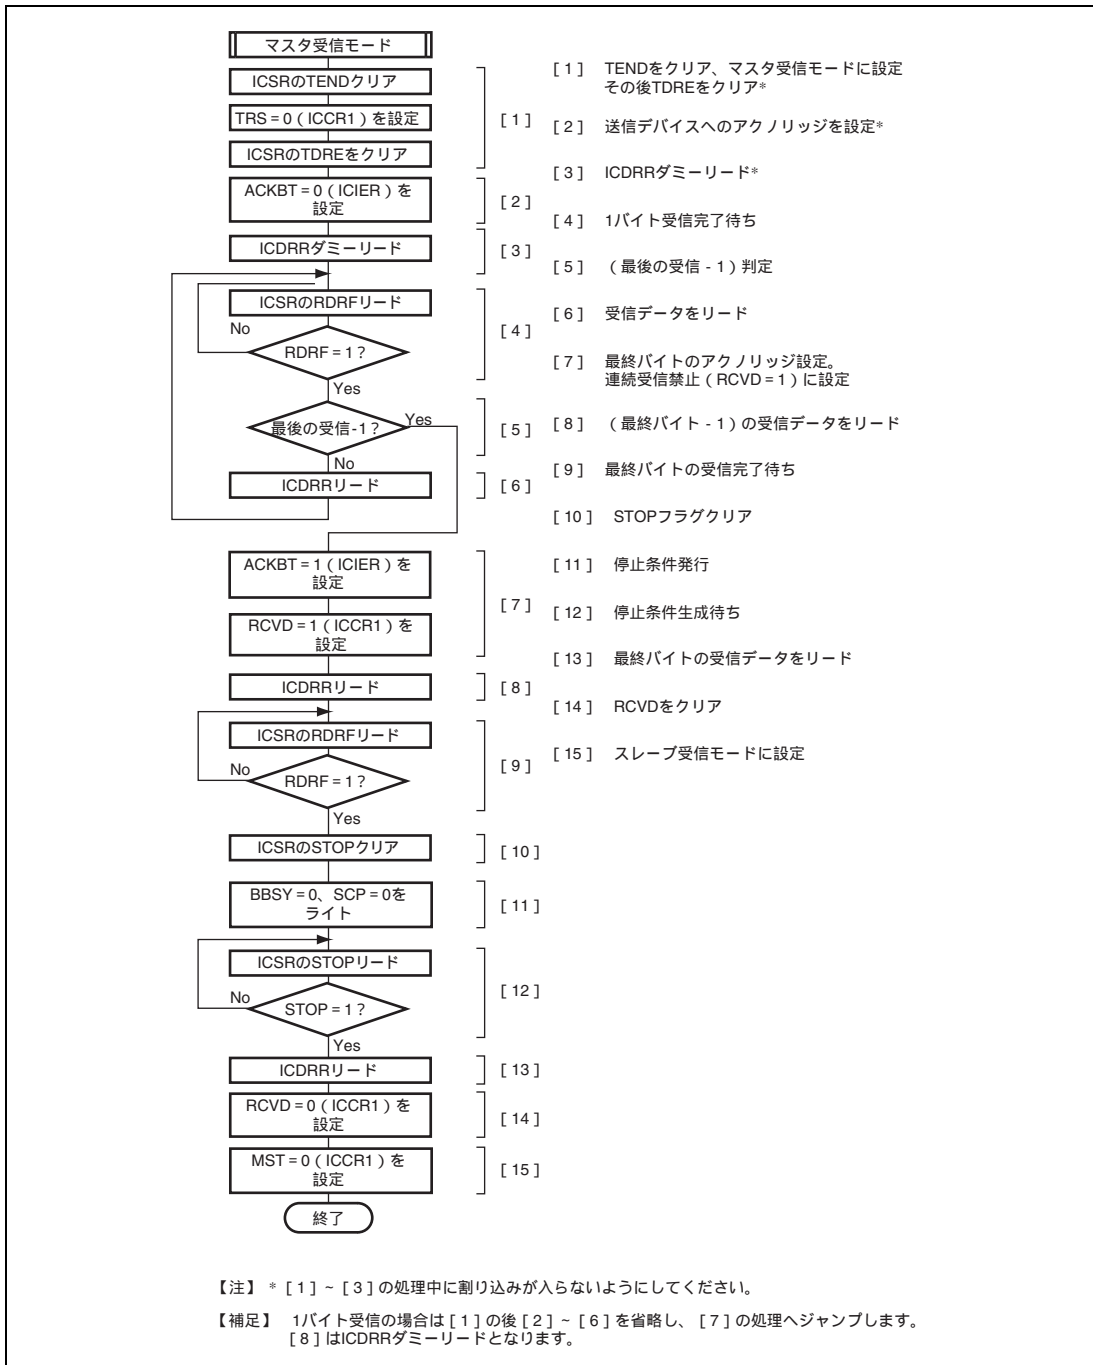 マスタ受信モード
ICSRのTENDクリア
TRS = 0 ( ICCR1 ) を設定
ICSRのTDREをクリア
[ 1 ]
ACKBT = 0 ( ICIER ) を
設定
[ 2 ]
ICDRRダミーリード
[ 3 ]
ICSRのRDRFリード
No
RDRF = 1 ?
[ 4 ]
Yes
最後の受信-1 ?
Yes
[ 5 ]
No
ICDRRリード
[ 6 ]
ACKBT = 1 ( ICIER ) を
設定
RCVD = 1 ( ICCR1 ) を
設定
[ 7 ]
ICDRRリード
[ 8 ]
ICSRのRDRFリード
No
RDRF = 1 ?
[ 9 ]
Yes
ICSRのSTOPクリア
[ 10 ]
BBSY = 0、SCP = 0を
ライト
[ 11 ]
ICSRのSTOPリード
No
STOP = 1 ?
[ 12 ]
Yes
ICDRRリード
[ 13 ]
RCVD = 0 ( ICCR1 ) を
設定
[ 14 ]
MST = 0 ( ICCR1 ) を
設定
[ 15 ]
終了
[ 1 ] TENDをクリア、マスタ受信モードに設定
その後TDREをクリア*
[ 2 ] 送信デバイスへのアクノリッジを設定*
[ 3 ] ICDRRダミーリード*
[ 4 ] 1バイト受信完了待ち
[ 5 ] ( 最後の受信 - 1 ) 判定
[ 6 ] 受信データをリード
[ 7 ] 最終バイトのアクノリッジ設定。
連続受信禁止 ( RCVD = 1 ) に設定
[ 8 ] ( 最終バイト - 1 ) の受信データをリード
[ 9 ] 最終バイトの受信完了待ち
[ 10 ] STOPフラグクリア
[ 11 ] 停止条件発行
[ 12 ] 停止条件生成待ち
[ 13 ] 最終バイトの受信データをリード
[ 14 ] RCVDをクリア
[ 15 ] スレーブ受信モードに設定
【注】 * [ 1 ] ~ [ 3 ] の処理中に割り込みが入らないようにしてください。
【補足】 1バイト受信の場合は [ 1 ] の後 [ 2 ] ~ [ 6 ] を省略し、 [ 7 ] の処理へジャンプします。
[ 8 ] はICDRRダミーリードとなります。